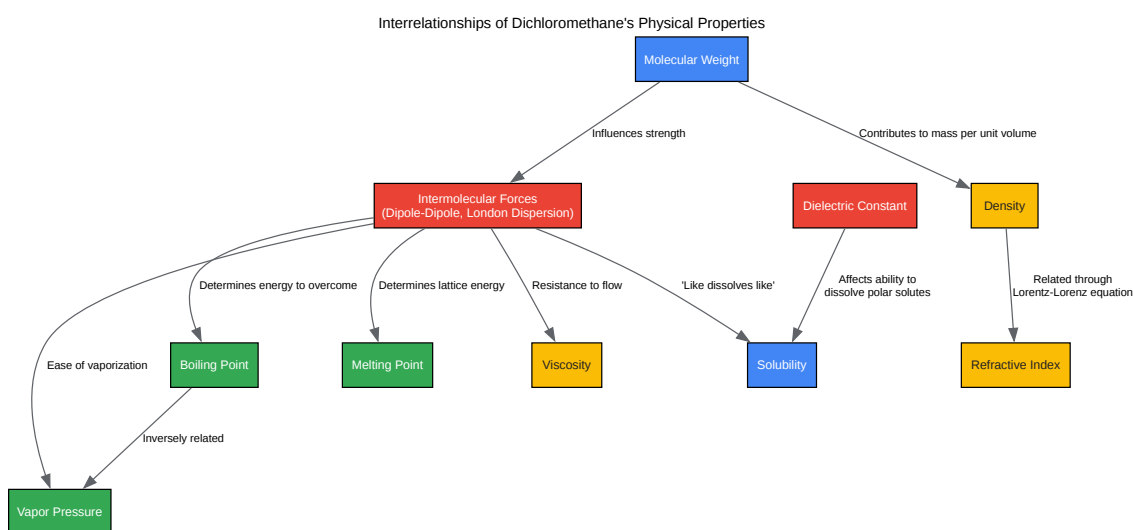 Interrelationships of Dichloromethane's Physical Properties
Molecular Weight
Influences strength
Contributes to mass per unit volume
Intermolecular Forces
(Dipole-Dipole, London Dispersion)
Dielectric Constant
Density
Determines energy to overcome
Determines lattice energy
Resistance to flow
'Like dissolves like'
Affects ability to
dissolve polar solutes
Related through
Lorentz-Lorenz equation
Ease of vaporization
Boiling Point
Melting Point
Viscosity
Solubility
Refractive Index
Inversely related
Vapor Pressure